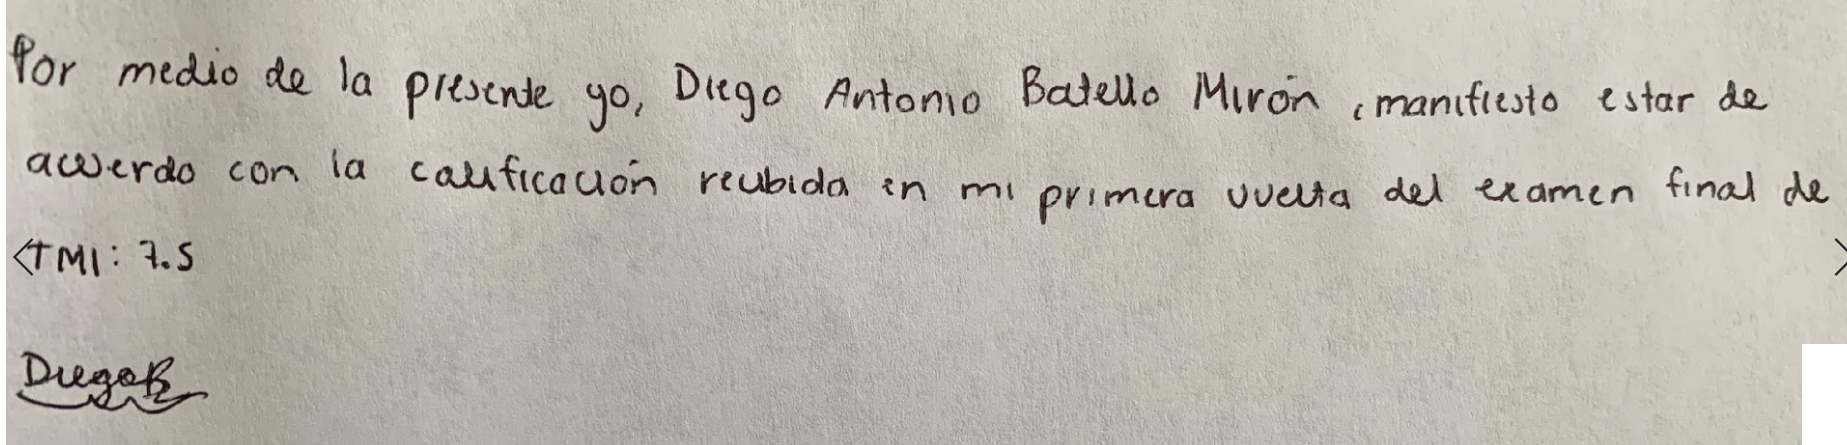 Por medio de la presente yo, Diego Antonio Batello Mirón, manifiesto estar de
acuerdo con la calificación recibida en mi primera vuelta del examen final de
TMI: 7.5
DiegoB